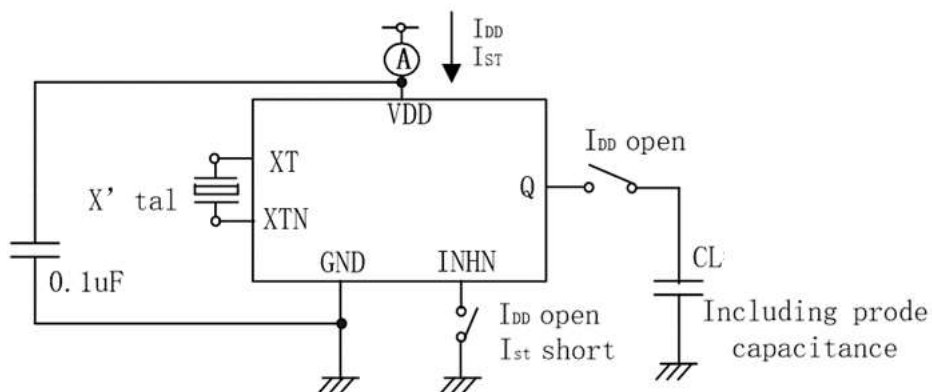 IDD
IST
A
VDD
XT
X' tal
XTN
Q
IDD open
GND
INHN
0.1uF
CL
Including prode
capacitance
IDD open
Ist short